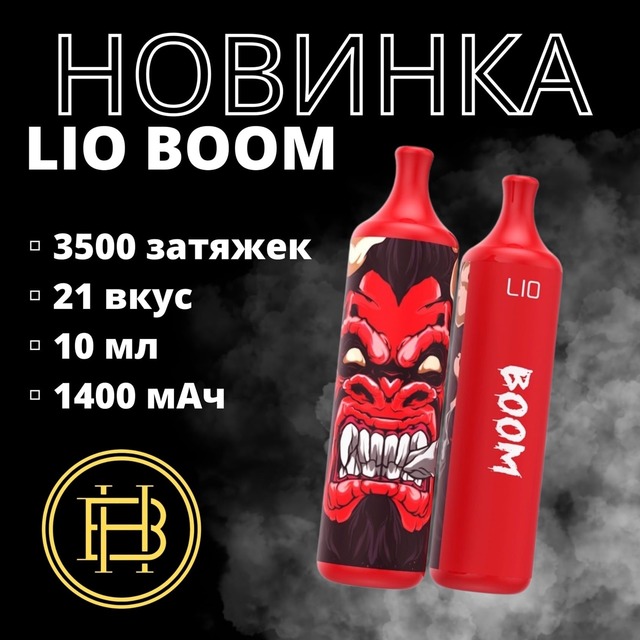 НОВИНКА
LIO BOOM
3500 затяжек
21 вкус
10 мл
1400 мАч
LIO
BOOM